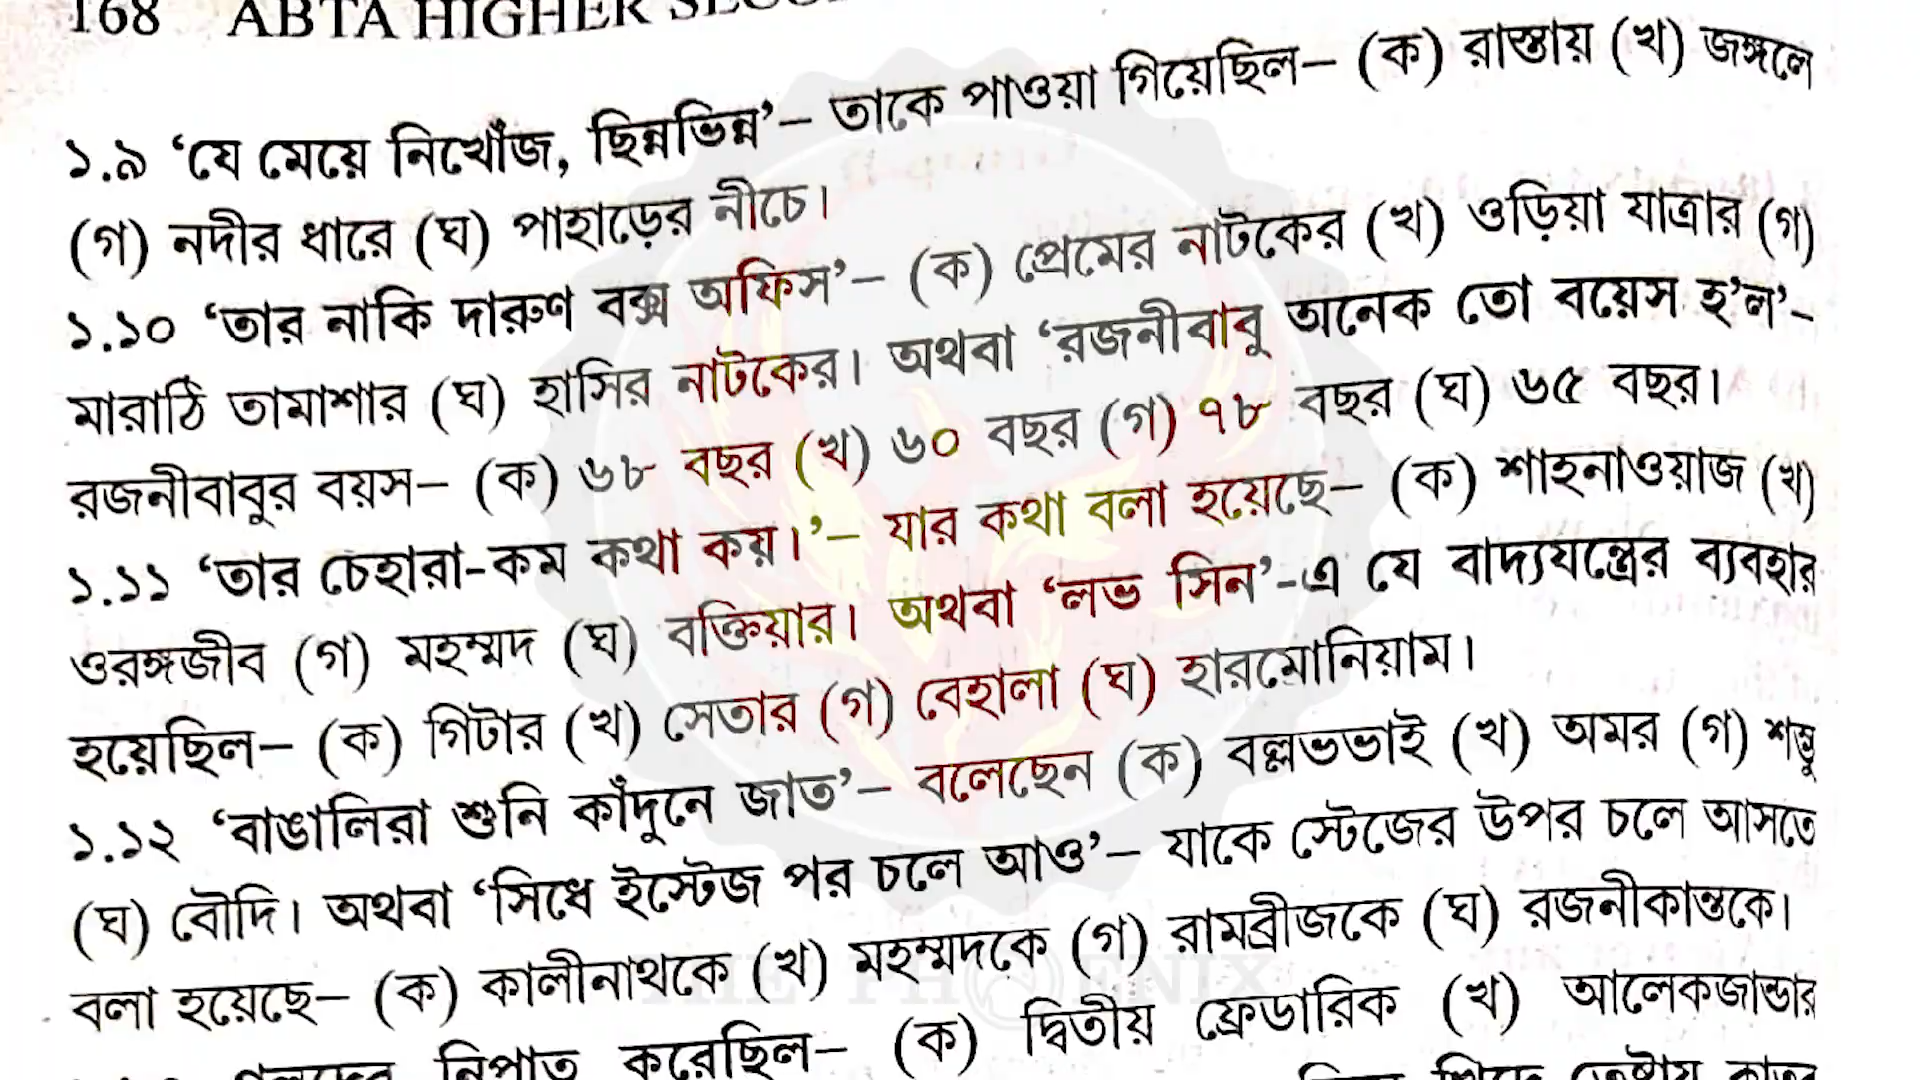 168 ABTA HIGHER
১.৯ ‘যে মেয়ে নিখোঁজ, ছিন্নভিন্ন’– তাকে পাওয়া গিয়েছিল– (ক) রাস্তায় (খ) জঙ্গলে
(গ) নদীর ধারে (ঘ) পাহাড়ের নীচে।
১.১০ ‘তার নাকি দারুণ বক্স অফিস’– (ক) প্রেমের নাটকের (খ) ওড়িয়া যাত্রার (গ)
মারাঠি তামাশার (ঘ) হাসির নাটকের। অথবা ‘রজনীবাবু অনেক তো বয়েস হ’ল’–
রজনীবাবুর বয়স– (ক) ৬৮ বছর (খ) ৬০ বছর (গ) ৭৮ বছর (ঘ) ৬৫ বছর।
১.১১ ‘তার চেহারা-কম কথা কয়।’– যার কথা বলা হয়েছে– (ক) শাহনাওয়াজ (খ)
ওরঙ্গজীব (গ) মহম্মদ (ঘ) বক্তিয়ার। অথবা ‘লভ সিন’-এ যে বাদ্যযন্ত্রের ব্যবহার
হয়েছিল– (ক) গিটার (খ) সেতার (গ) বেহালা (ঘ) হারমোনিয়াম।
১.১২ ‘বাঙালিরা শুনি কাঁদুনে জাত’– বলেছেন (ক) বল্লভভাই (খ) অমর (গ) শম্ভু
(ঘ) বৌদি। অথবা ‘সিধে ইস্টেজ পর চলে আও’– যাকে স্টেজের উপর চলে আসতে
বলা হয়েছে– (ক) কালীনাথকে (খ) মহম্মদকে (গ) রামব্রীজকে (ঘ) রজনীকান্তকে।
নিপাত করেছিল– (ক) দ্বিতীয় ফ্রেডারিক (খ) আলেকজান্ডার
THE PHOENIX